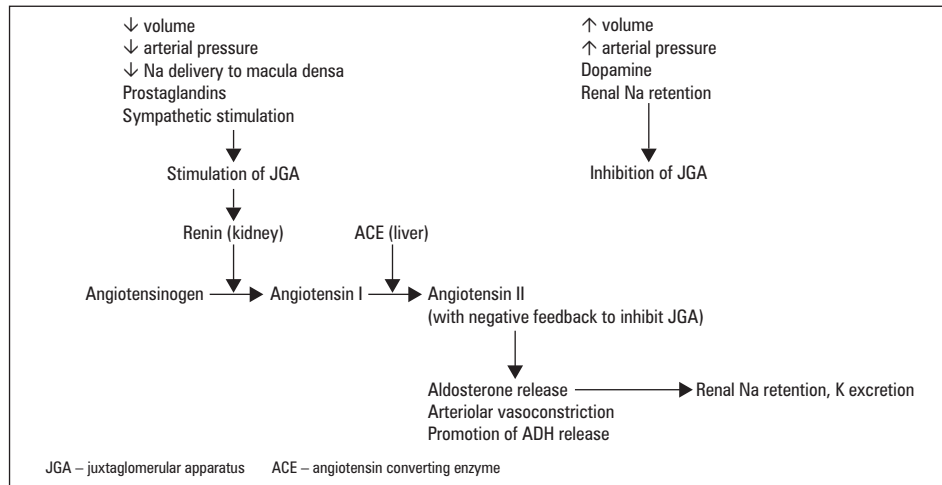 ↓ volume
↓ arterial pressure
↓ Na delivery to macula densa
Prostaglandins
Sympathetic stimulation
↑ volume
↑ arterial pressure
Dopamine
Renal Na retention
Stimulation of JGA
Inhibition of JGA
Renin (kidney)
ACE (liver)
Angiotensinogen
Angiotensin I
Angiotensin II
(with negative feedback to inhibit JGA)
Aldosterone release
Renal Na retention, K excretion
Arteriolar vasoconstriction
Promotion of ADH release
JGA – juxtaglomerular apparatus ACE – angiotensin converting enzyme